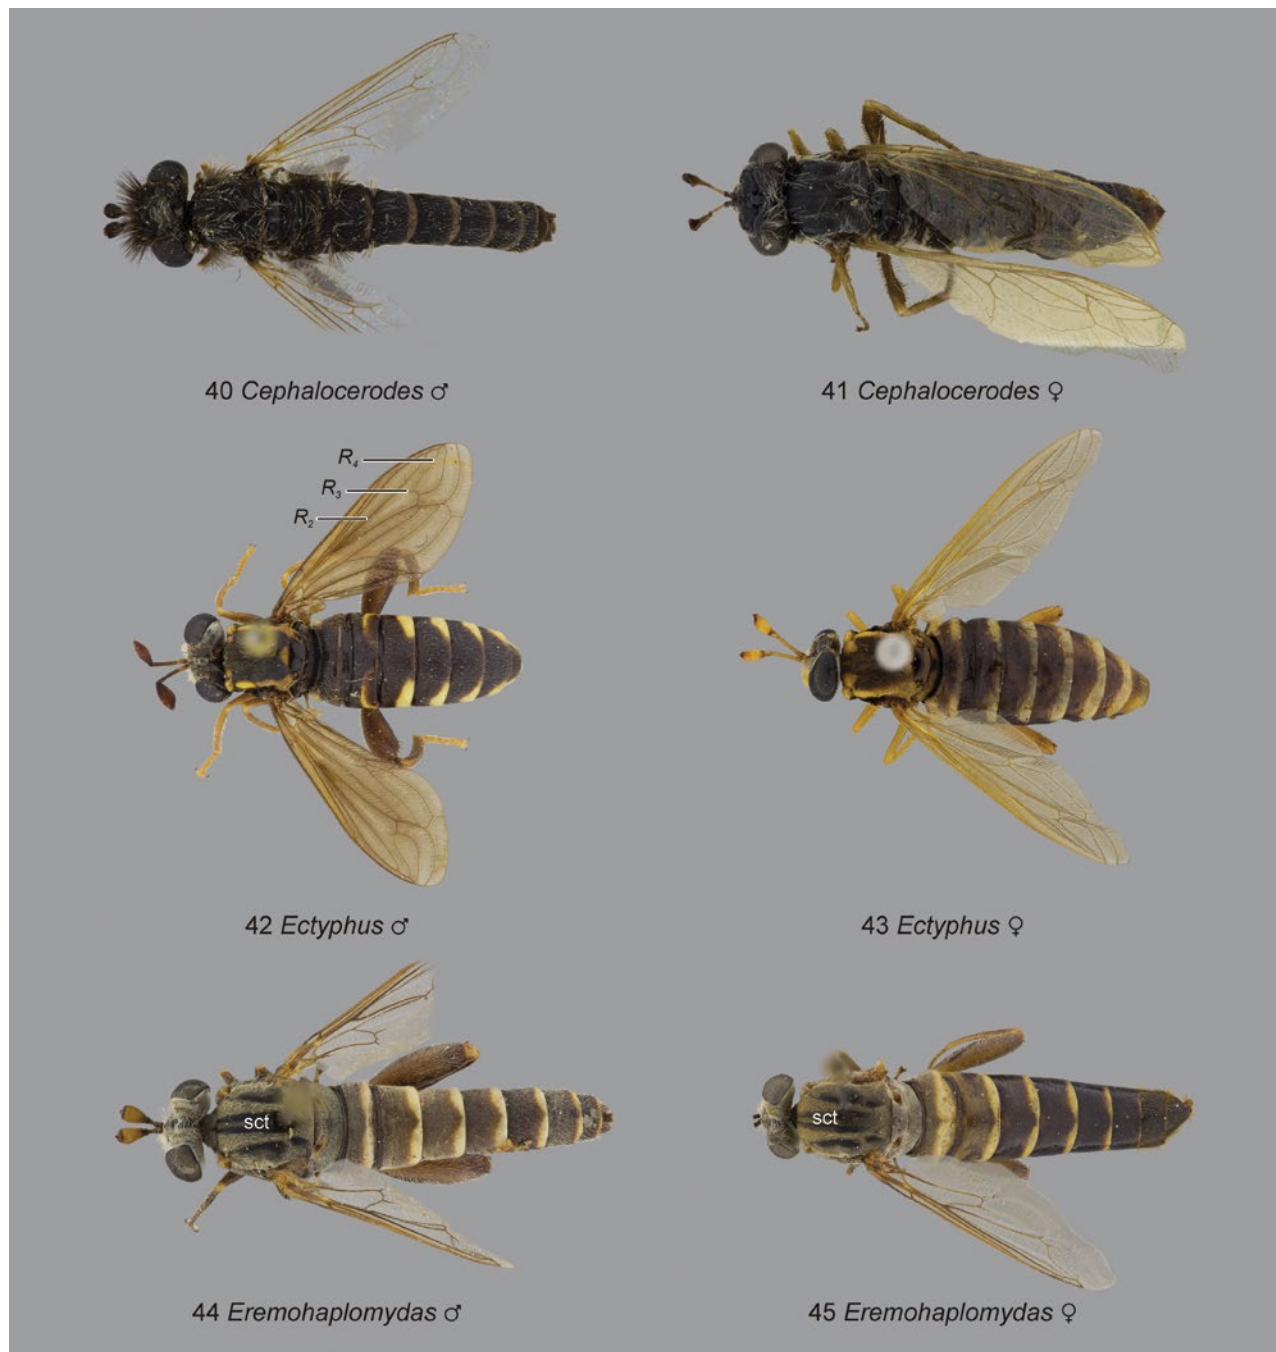 40 Cephalocerodes ♂
41 Cephalocerodes ♀
R4
R3
R2
42 Ectyphus ♂
43 Ectyphus ♀
sct
sct
44 Eremohaplomydas ♂
45 Eremohaplomydas ♀